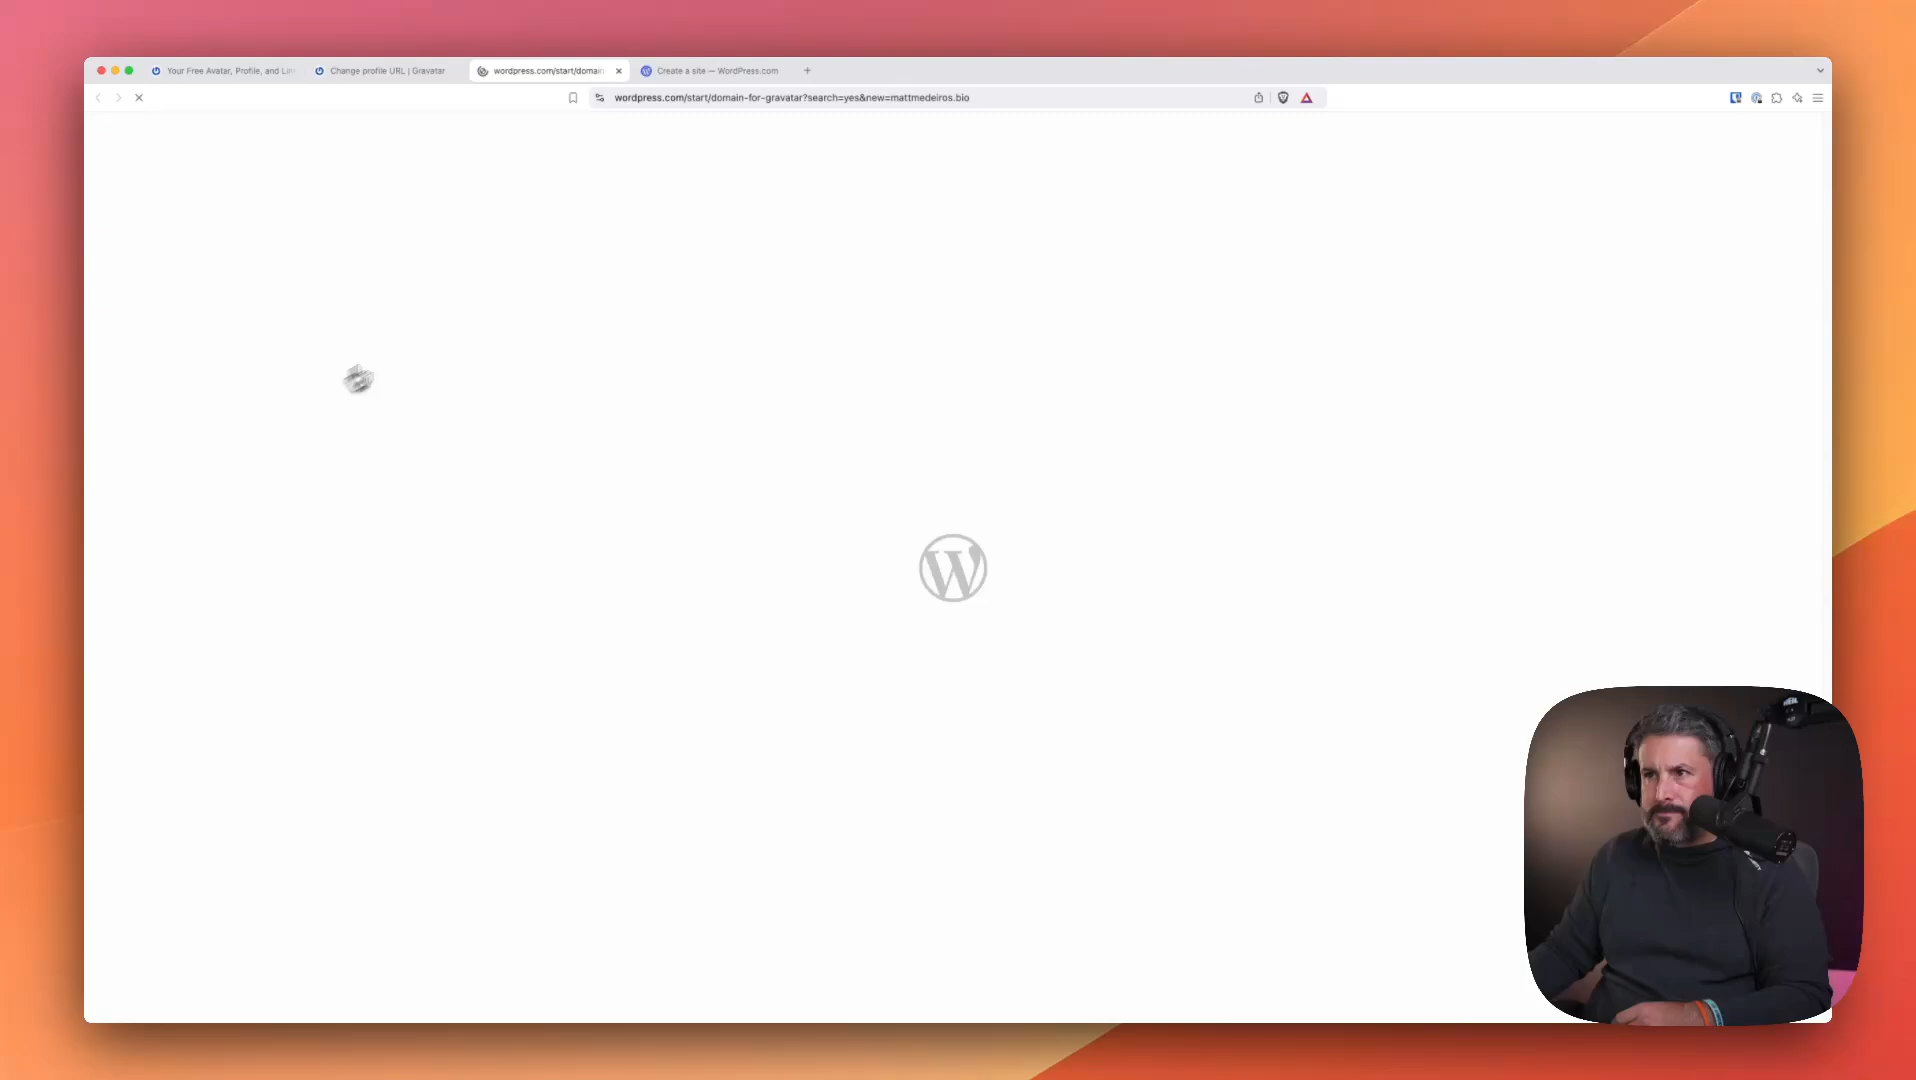 Your Free Avatar, Profile, and Lin
Change profile URL | Gravatar
wordpress.com/start/domain
Create a site — WordPress.com
wordpress.com/start/domain-for-gravatar?search=yes&new=mattmedeiros.bio